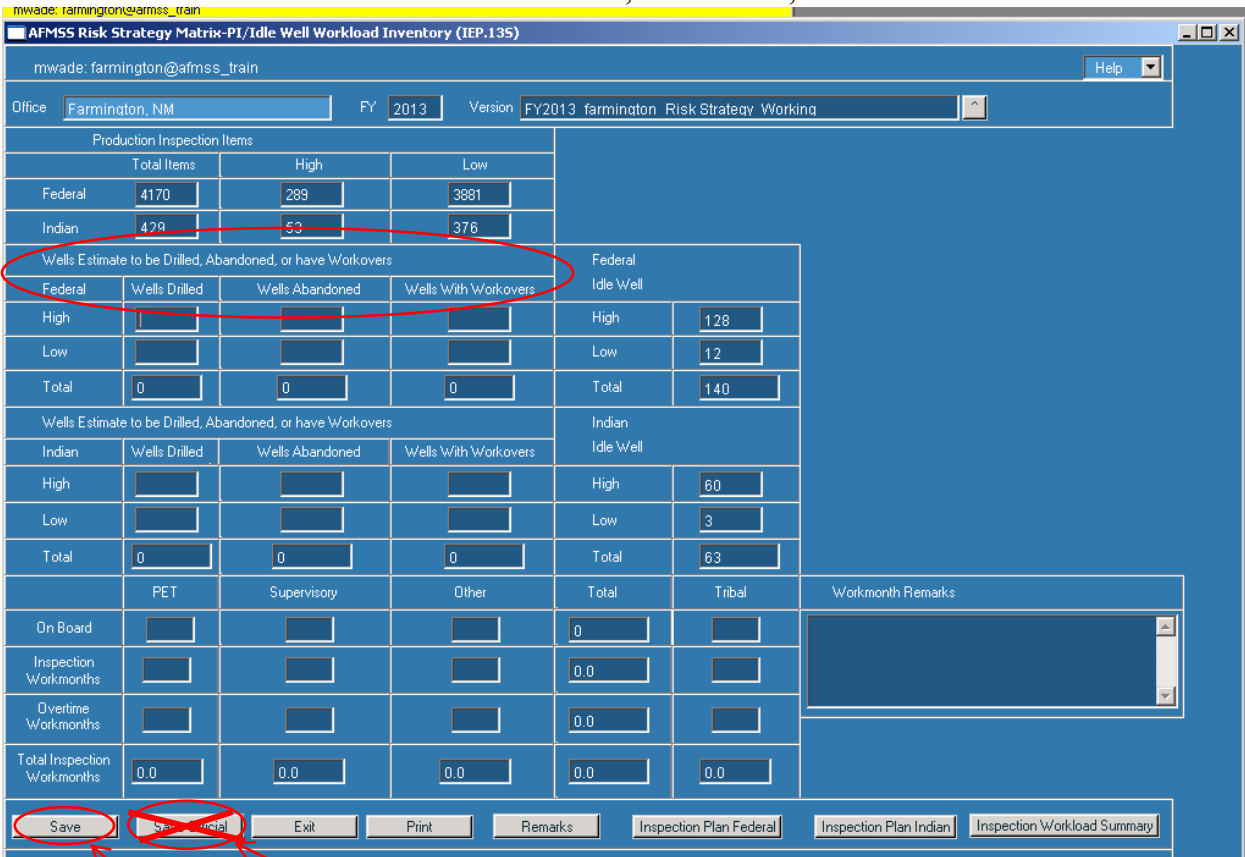 mwade: farmington@afmss_train
AFMSS Risk Strategy Matrix-PI/Idle Well Workload Inventory (IEP.135)
mwade: farmington@afmss_train Help
Office Farmington, NM FY 2013 Version FY2013 farmington Risk Strategy Working
Production Inspection Items
Total Items High Low
Federal 4170 289 3881
Indian 429 53 376
Wells Estimate to be Drilled, Abandoned, or have Workovers Federal
Federal Wells Drilled Wells Abandoned Wells With Workovers Idle Well
High High 128
Low Low 12
Total 0 0 0 Total 140
Wells Estimate to be Drilled, Abandoned, or have Workovers Indian
Indian Wells Drilled Wells Abandoned Wells With Workovers Idle Well
High High 60
Low Low 3
Total 0 0 0 Total 63
PET Supervisory Other Total Tribal Workmonth Remarks
On Board 0
Inspection
Workmonths 0.0
Overtime
Workmonths 0.0
Total Inspection
Workmonths 0.0 0.0 0.0 0.0 0.0
Save Save Official Exit Print Remarks Inspection Plan Federal Inspection Plan Indian Inspection Workload Summary